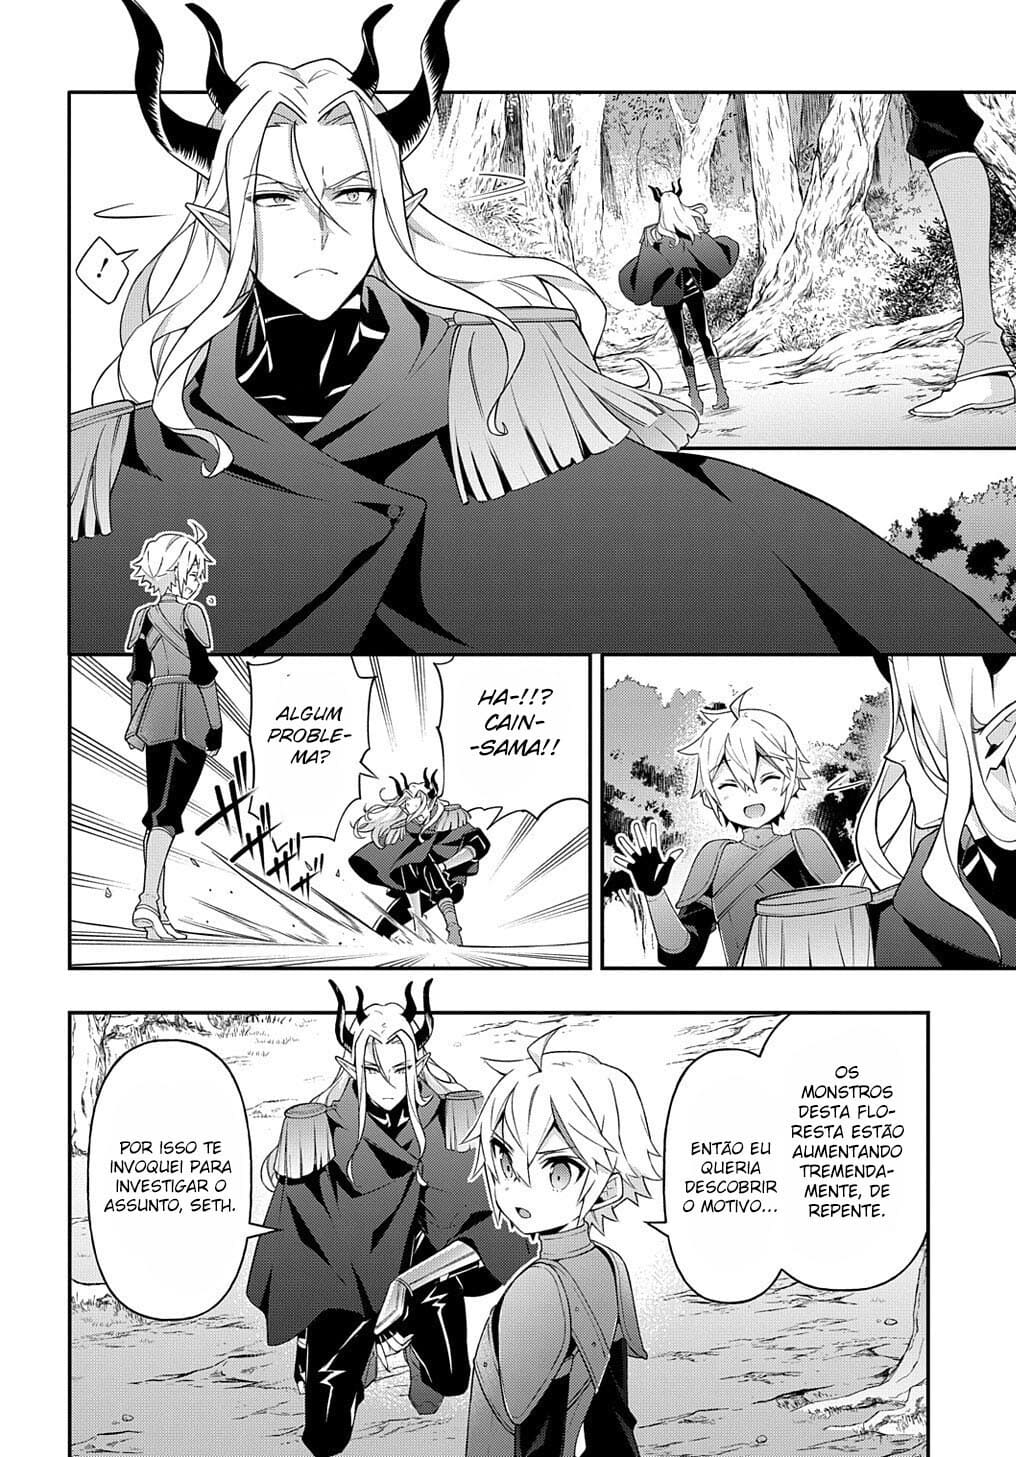 !
HA-!!?
CAIN-
-SAMA!!
ALGUM
PROBLE-
MA?
OS
MONSTROS
DESTA FLO-
RESTA ESTÃO
AUMENTANDO
TREMENDA-
MENTE, DE
REPENTE.
ENTÃO EU
QUERIA
DESCOBRIR
O MOTIVO...
POR ISSO TE
INVOQUEI PARA
INVESTIGAR O
ASSUNTO, SETH.